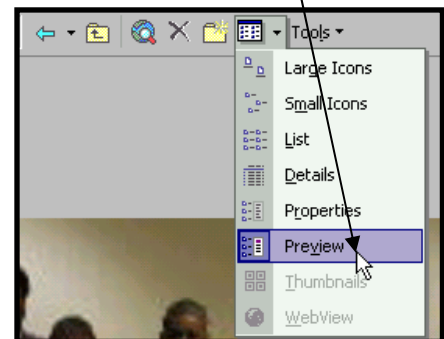 Tools
Large Icons
Small Icons
List
Details
Properties
Preview
Thumbnails
WebView